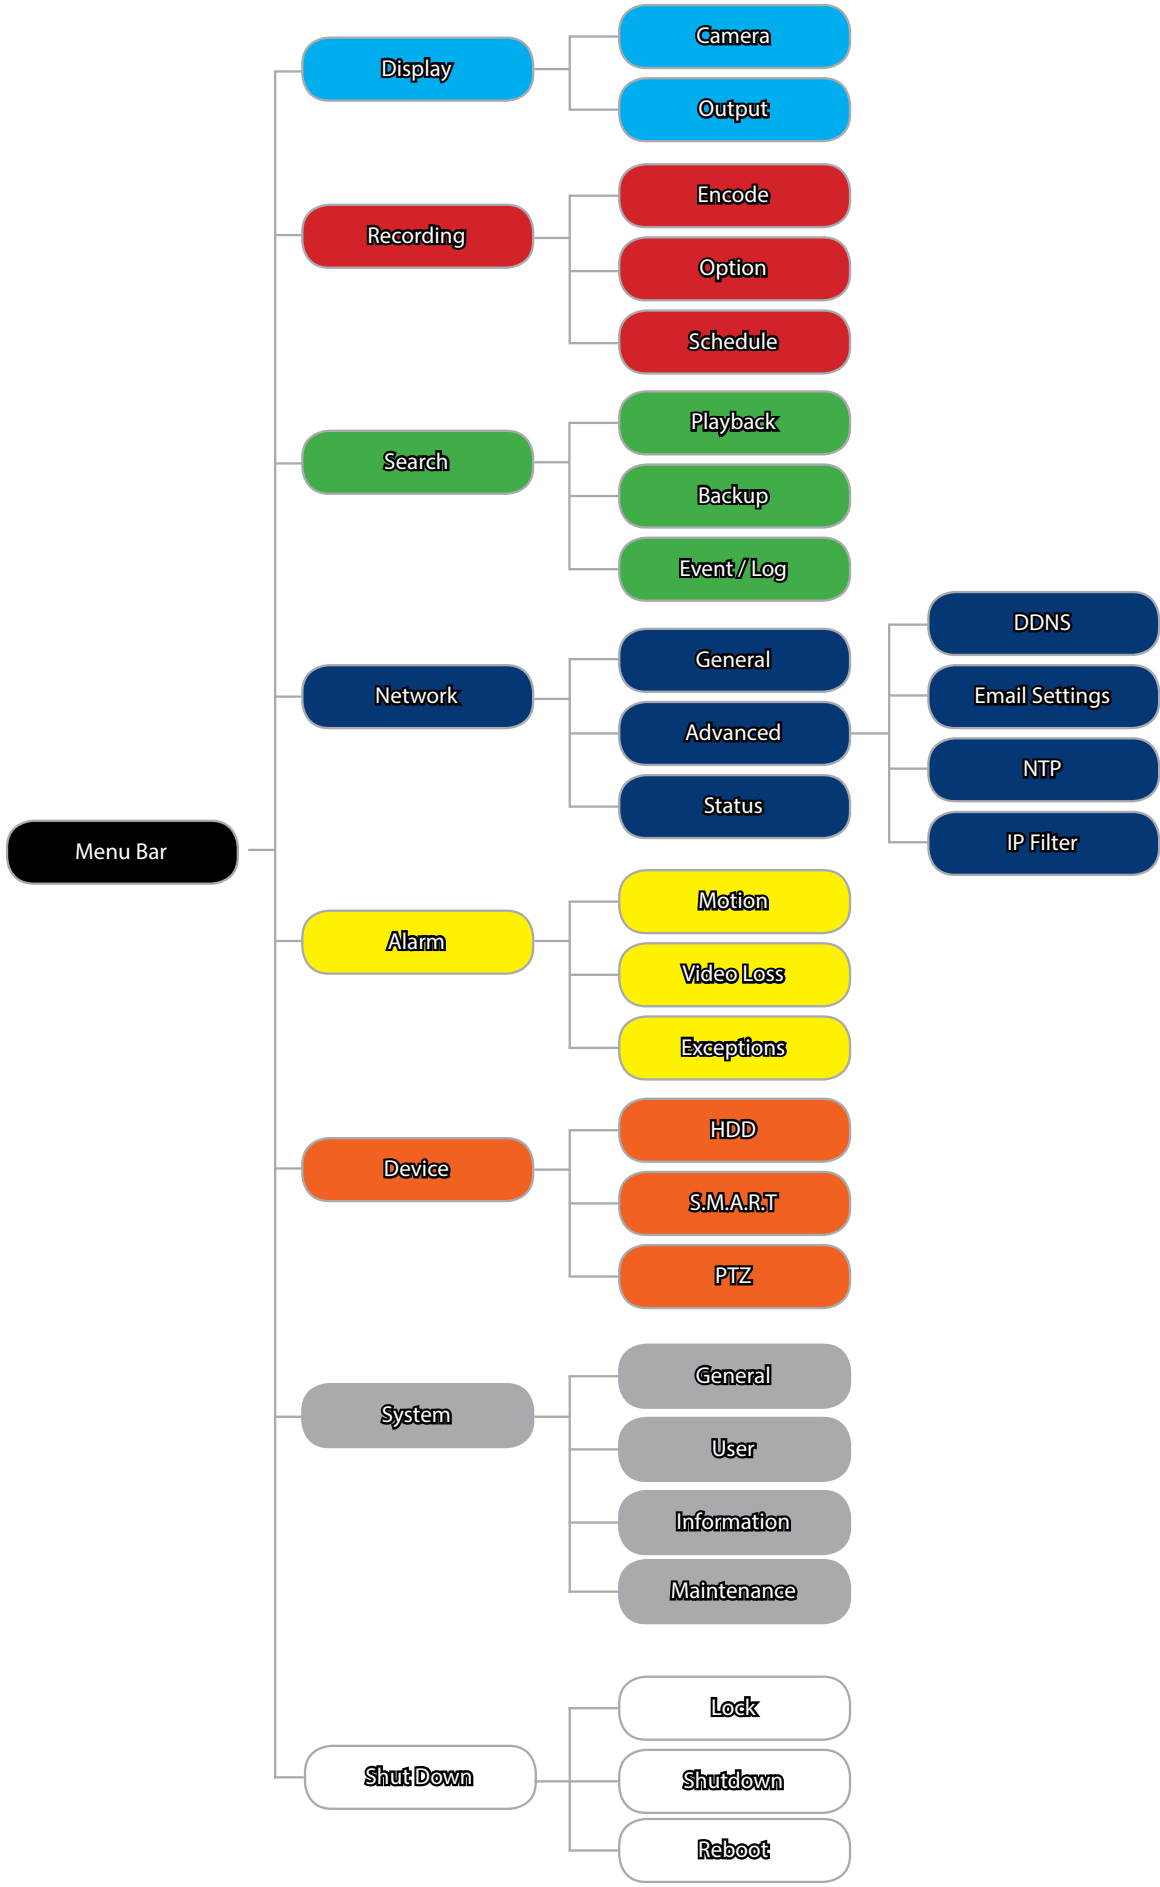 Menu Bar
Display
Camera
Output
Recording
Encode
Option
Schedule
Search
Playback
Backup
Event / Log
Network
General
Advanced
DDNS
Email Settings
NTP
IP Filter
Status
Alarm
Motion
Video Loss
Exceptions
Device
HDD
S.M.A.R.T
PTZ
System
General
User
Information
Maintenance
Shut Down
Lock
Shutdown
Reboot